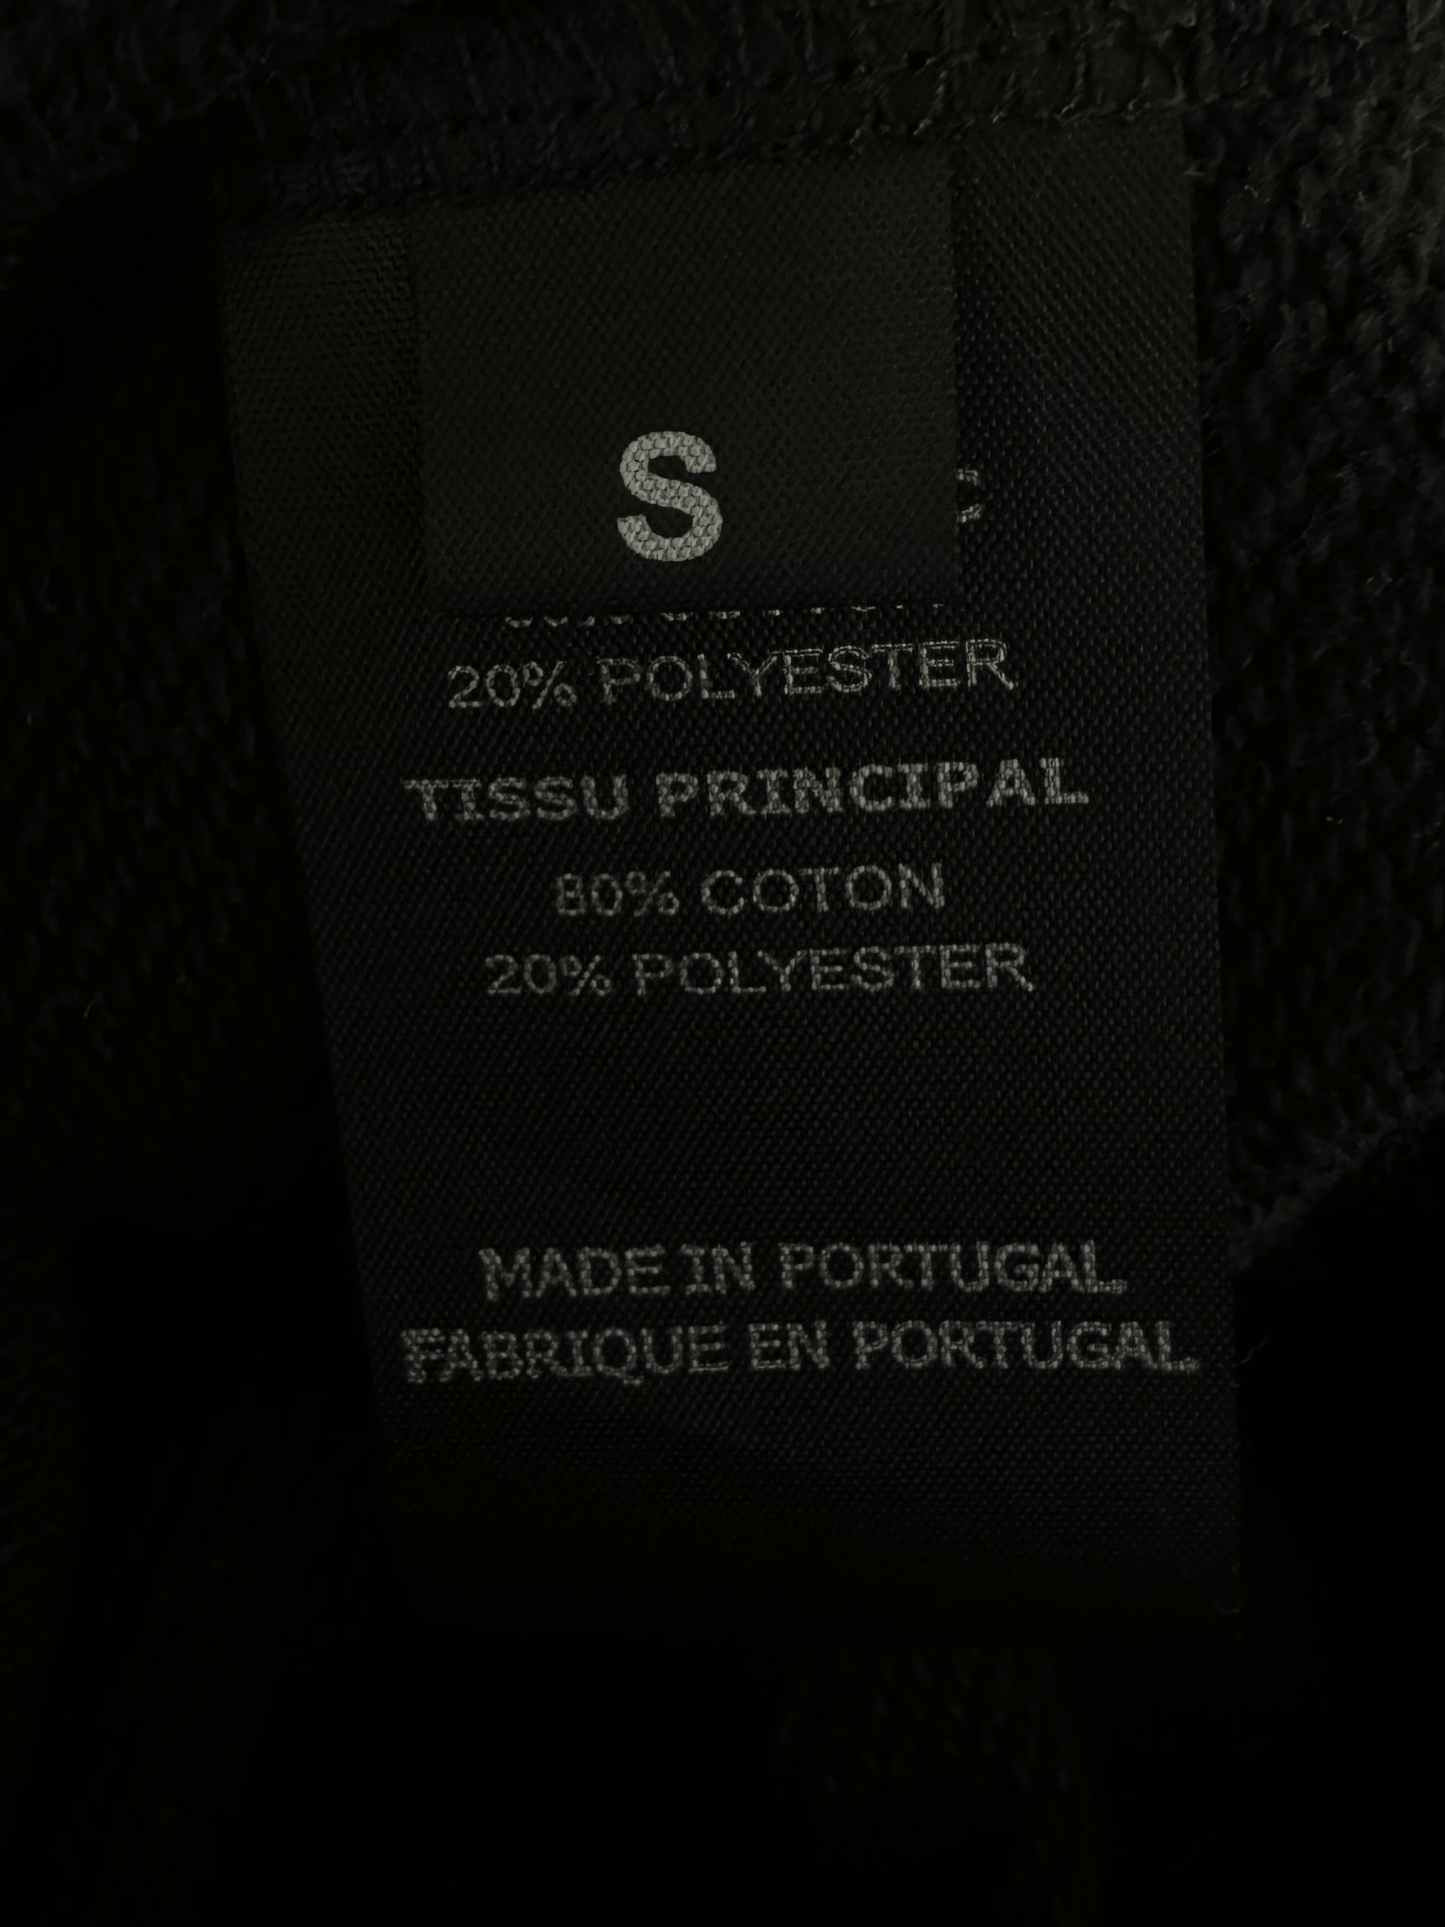 S
20% POLYESTER
TISSU PRINCIPAL
80% COTON
20% POLYESTER
MADE IN PORTUGAL
FABRIQUE EN PORTUGAL